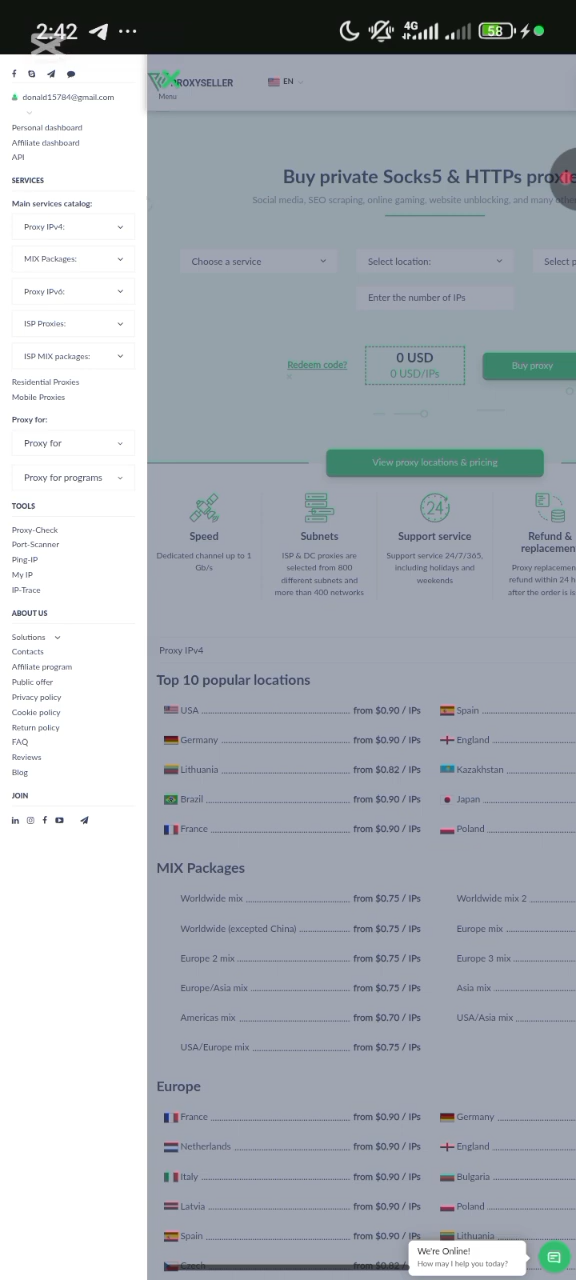 2:42
4G
58
donald15784@gmail.com
Personal dashboard
Affiliate dashboard
API
SERVICES
Main services catalog:
Proxy IPv4:
MIX Packages:
Proxy IPv6:
ISP Proxies:
ISP MIX packages:
Residential Proxies
Mobile Proxies
Proxy for:
Proxy for
Proxy for programs
TOOLS
Proxy-Check
Port-Scanner
Ping-IP
My IP
IP-Trace
ABOUT US
Solutions
Contacts
Affiliate program
Public offer
Privacy policy
Cookie policy
Return policy
FAQ
Reviews
Blog
JOIN
PROXYSELLER
Menu
EN
Buy private Socks5 & HTTPs
Social media, SEO scraping, online gaming, website unblocking, and many
Choose a service
Select location:
Select
Enter the number of IPs
Redeem code?
0 USD
0 USD/IPs
Buy proxy
View proxy locations & pricing
Speed
Dedicated channel up to 1
Gb/s
Subnets
ISP & DC proxies are
selected from 800
different subnets and
more than 400 networks
Support service
24
Support service 24/7/365,
including holidays and
weekends
Refund &
replacemen
Proxy replacemen
refund within 24 h
after the order is is
Proxy IPv4
Top 10 popular locations
USA from $0.90 / IPs Spain
Germany from $0.90 / IPs England
Lithuania from $0.82 / IPs Kazakhstan
Brazil from $0.90 / IPs Japan
France from $0.90 / IPs Poland
MIX Packages
Worldwide mix from $0.75 / IPs Worldwide mix 2
Worldwide (excepted China) from $0.75 / IPs Europe mix
Europe 2 mix from $0.75 / IPs Europe 3 mix
Europe/Asia mix from $0.75 / IPs Asia mix
Americas mix from $0.70 / IPs USA/Asia mix
USA/Europe mix from $0.75 / IPs
Europe
France from $0.90 / IPs Germany
Netherlands from $0.90 / IPs England
Italy from $0.90 / IPs Bulgaria
Latvia from $0.90 / IPs Poland
Spain from $0.90 / IPs Lithuania
Czech from $0.82 / IPs
We're Online!
How may I help you today?